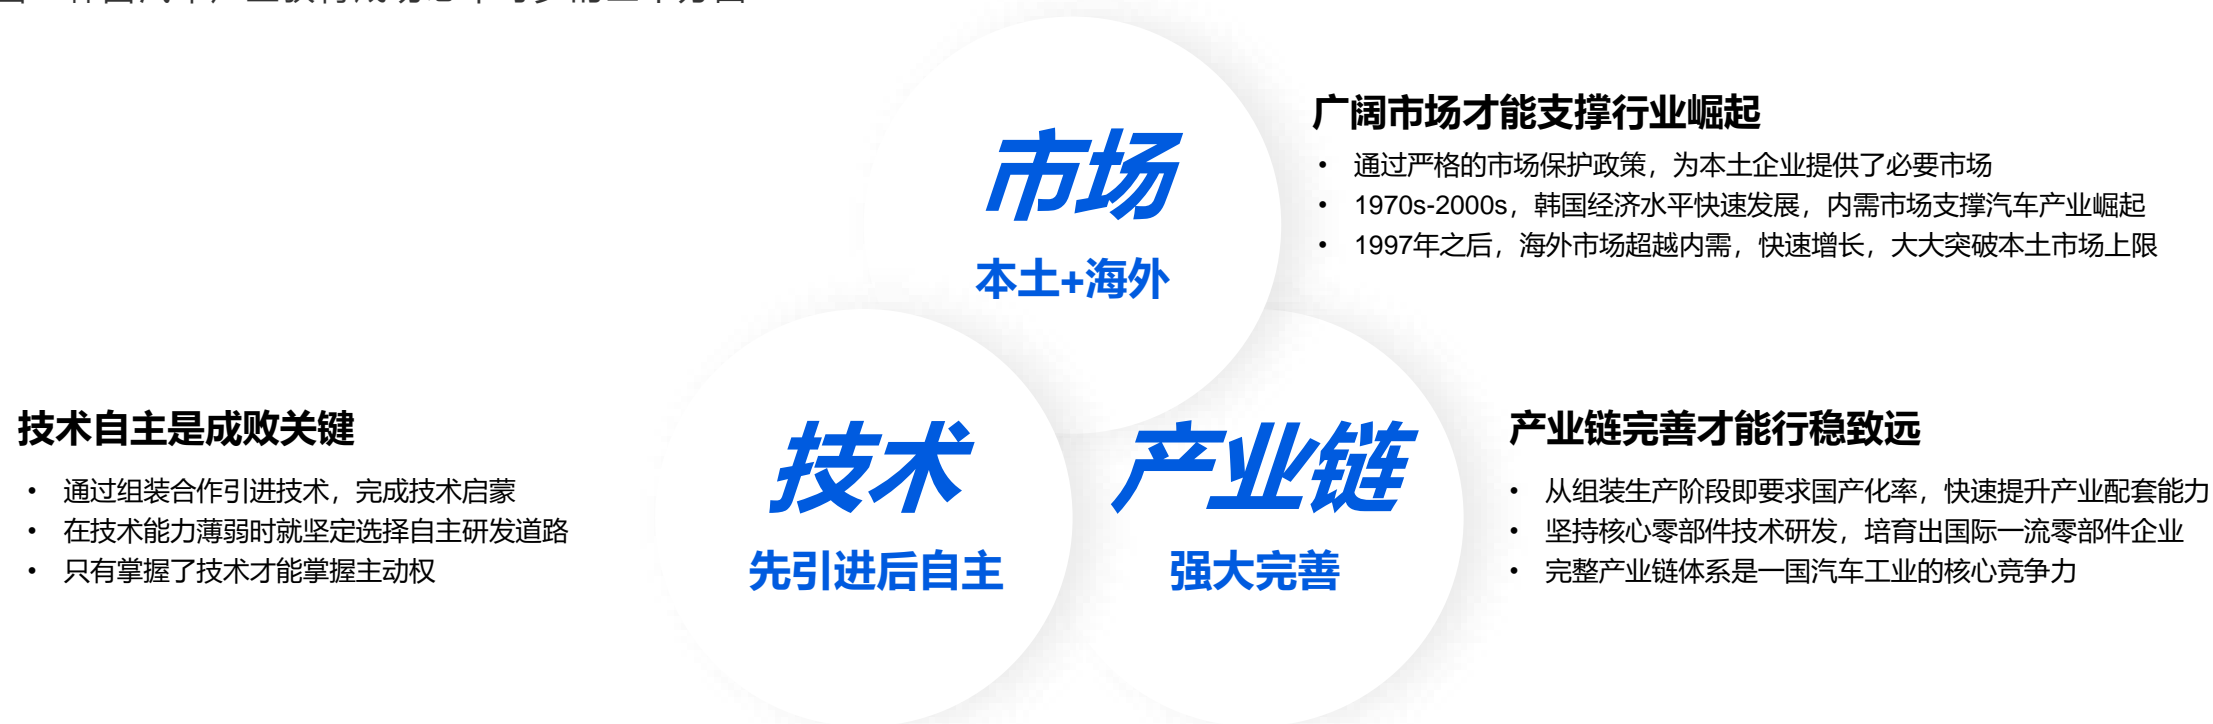 市场
本土+海外
广阔市场才能支撑行业崛起
• 通过严格的市场保护政策，为本土企业提供了必要市场
• 1970s-2000s，韩国经济水平快速发展，内需市场支撑汽车产业崛起
• 1997年之后，海外市场超越内需，快速增长，大大突破本土市场上限
技术自主是成败关键
• 通过组装合作引进技术，完成技术启蒙
• 在技术能力薄弱时就坚定选择自主研发道路
• 只有掌握了技术才能掌握主动权
技术
先引进后自主
产业链
强大完善
产业链完善才能行稳致远
• 从组装生产阶段即要求国产化率，快速提升产业配套能力
• 坚持核心零部件技术研发，培育出国际一流零部件企业
• 完整产业链体系是一国汽车工业的核心竞争力